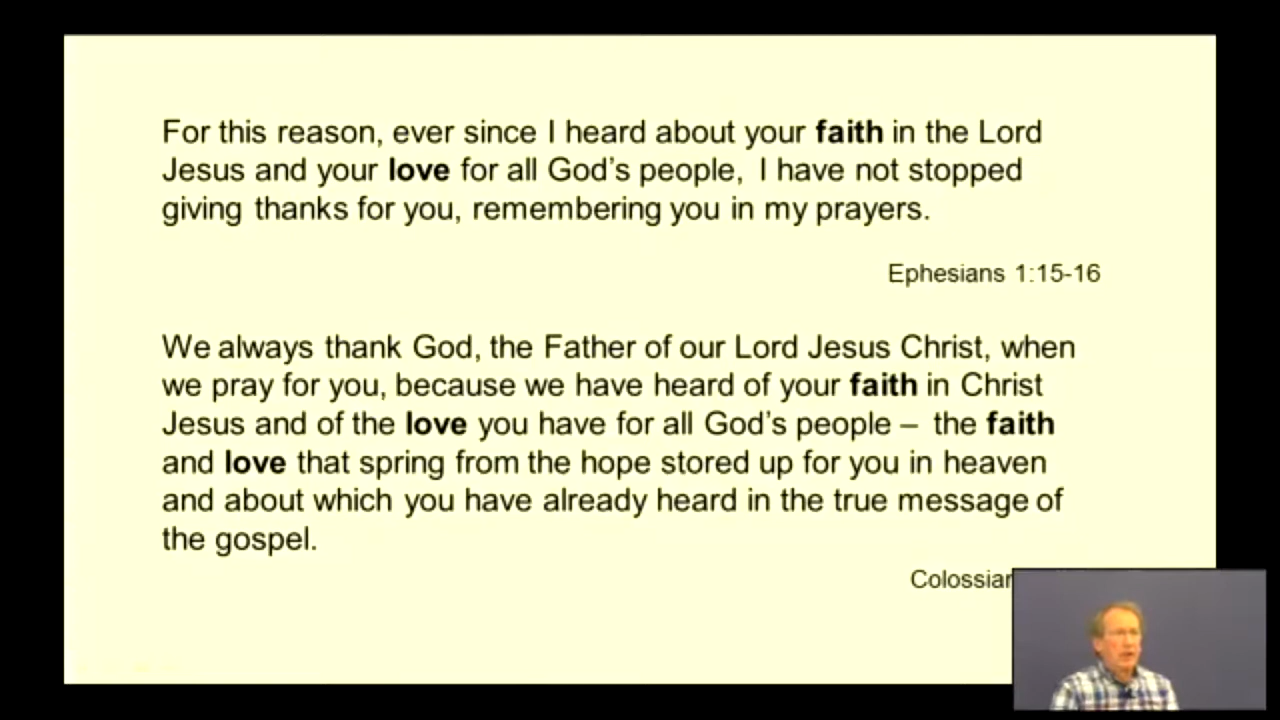 For this reason, ever since I heard about your faith in the Lord
Jesus and your love for all God's people, I have not stopped
giving thanks for you, remembering you in my prayers.
Ephesians 1:15-16
We always thank God, the Father of our Lord Jesus Christ, when
we pray for you, because we have heard of your faith in Christ
Jesus and of the love you have for all God's people – the faith
and love that spring from the hope stored up for you in heaven
and about which you have already heard in the true message of
the gospel.